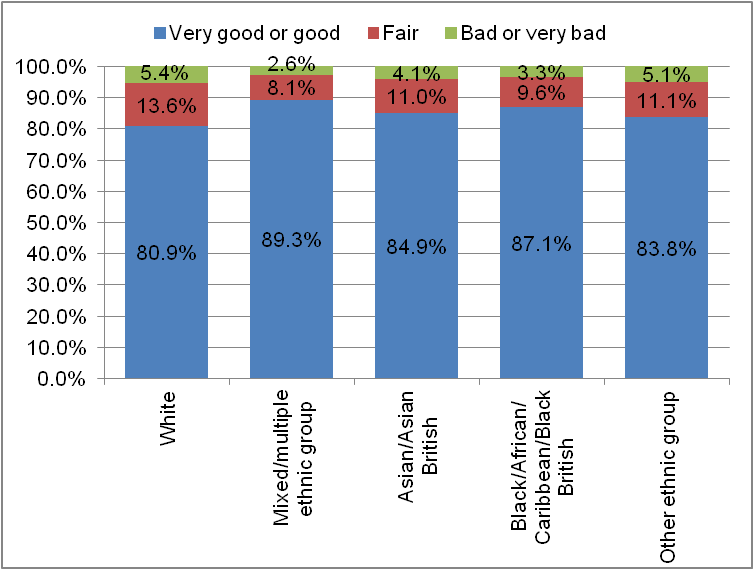 Very good or good Fair Bad or very bad
100.0%
90.0%
80.0%
70.0%
60.0%
50.0%
40.0%
30.0%
20.0%
10.0%
0.0%
5.4% 2.6% 4.1% 3.3% 5.1%
13.6% 8.1% 11.0% 9.6% 11.1%
80.9% 89.3% 84.9% 87.1% 83.8%
White
Mixed/multiple
ethnic group
Asian/Asian
British
Black/African/
Caribbean/Black
British
Other ethnic group